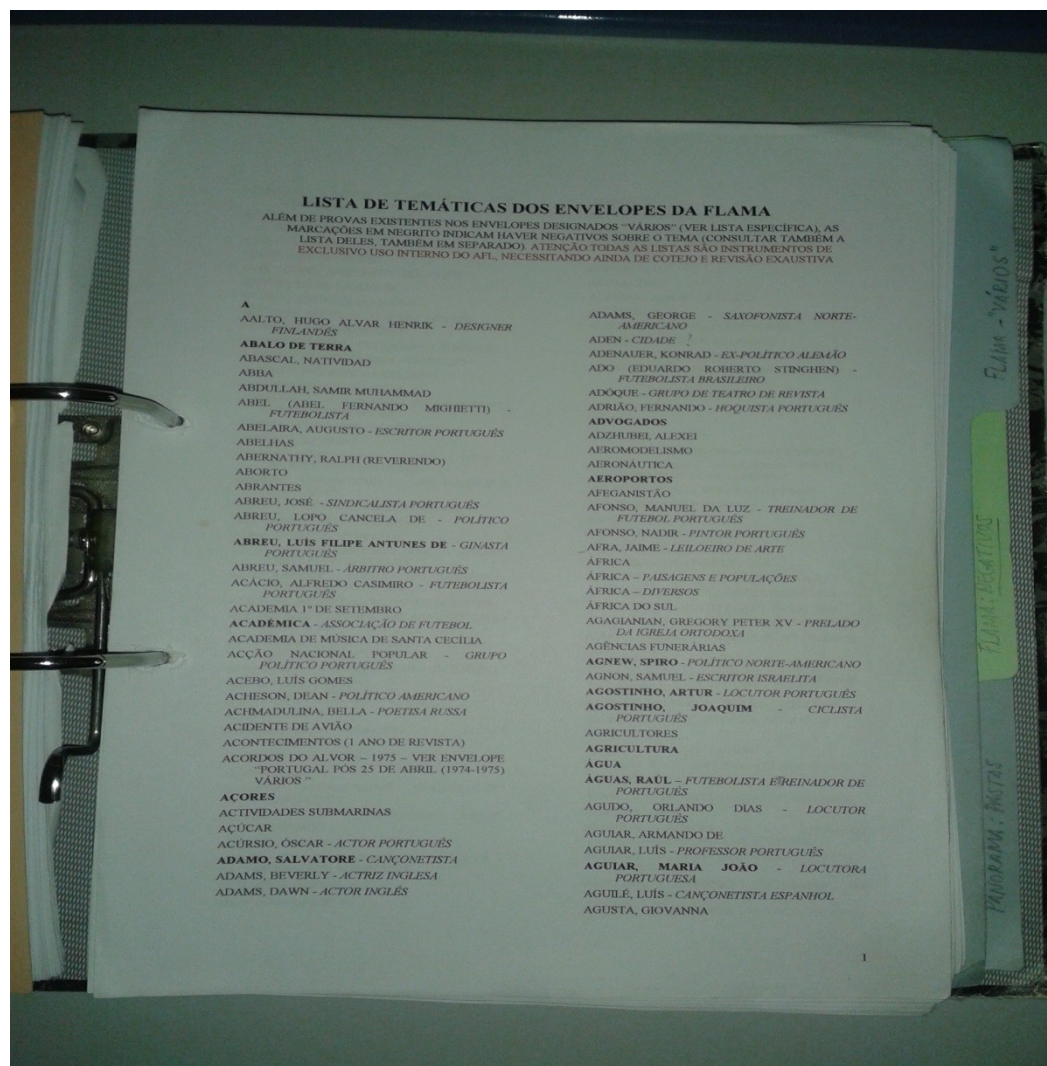 LISTA DE TEMÁTICAS DOS ENVELOPES DA FLAMA
ALÉM DE PROVAS EXISTENTES NOS ENVELOPES DESIGNADOS "VÁRIOS" (VER LISTA ESPECÍFICA), AS
MARCAÇÕES EM NEGRITO INDICAM HAVER NEGATIVOS SOBRE O TEMA (CONSULTAR TAMBÉM A
LISTA DELES, TAMBÉM EM SEPARADO). ATENÇÃO TODAS AS LISTAS SÃO INSTRUMENTOS DE
EXCLUSIVO USO INTERNO DO AFL, NECESSITANDO AINDA DE COTEJO E REVISÃO EXAUSTIVA
A
AALTO, HUGO ALVAR HENRIK - DESIGNER
FINLANDÊS
ABALO DE TERRA
ABASCAL, NATIVIDAD
ABBA
ABDULLAH, SAMIR MUHAMMAD
ABEL (ABEL FERNANDO MIGHIETTI) -
FUTEBOLISTA
ABELAIRA, AUGUSTO - ESCRITOR PORTUGUÊS
ABELHAS
ABERNATHY, RALPH (REVERENDO)
ABORTO
ABRANTES
ABREU, JOSÉ - SINDICALISTA PORTUGUÊS
ABREU, LOPO CANCELA DE - POLÍTICO
PORTUGUÊS
ABREU, LUÍS FILIPE ANTUNES DE - GINASTA
PORTUGUÊS
ABREU, SAMUEL - ÁRBITRO PORTUGUÊS
ACÁCIO, ALFREDO CASIMIRO - FUTEBOLISTA
PORTUGUÊS
ACADEMIA 1º DE SETEMBRO
ACADÉMICA - ASSOCIAÇÃO DE FUTEBOL
ACADEMIA DE MÚSICA DE SANTA CECÍLIA
ACÇÃO NACIONAL POPULAR - GRUPO
POLÍTICO PORTUGUÊS
ACEBO, LUÍS GOMES
ACHESON, DEAN - POLÍTICO AMERICANO
ACHMADULINA, BELLA - POETISA RUSSA
ACIDENTE DE AVIÃO
ACONTECIMENTOS (1 ANO DE REVISTA)
ACORDOS DO ALVOR – 1975 – VER ENVELOPE
"PORTUGAL PÓS 25 DE ABRIL (1974-1975)
VÁRIOS "
AÇORES
ACTIVIDADES SUBMARINAS
AÇÚCAR
ACÚRSIO, ÓSCAR - ACTOR PORTUGUÊS
ADAMO, SALVATORE - CANÇONETISTA
ADAMS, BEVERLY - ACTRIZ INGLESA
ADAMS, DAWN - ACTOR INGLÊS
ADAMS, GEORGE - SAXOFONISTA NORTE-
AMERICANO
ADEN - CIDADE ?
ADENAUER, KONRAD - EX-POLÍTICO ALEMÃO
ADO (EDUARDO ROBERTO STINGHEN) -
FUTEBOLISTA BRASILEIRO
ADÓQUE - GRUPO DE TEATRO DE REVISTA
ADRIÃO, FERNANDO - HOQUISTA PORTUGUÊS
ADVOGADOS
ADZHUBEI, ALEXEI
AEROMODELISMO
AERONÁUTICA
AEROPORTOS
AFEGANISTÃO
AFONSO, MANUEL DA LUZ - TREINADOR DE
FUTEBOL PORTUGUÊS
AFONSO, NADIR - PINTOR PORTUGUÊS
AFRA, JAIME - LEILOEIRO DE ARTE
ÁFRICA
ÁFRICA – PAISAGENS E POPULAÇÕES
ÁFRICA – DIVERSOS
ÁFRICA DO SUL
AGAGIANIAN, GREGORY PETER XV - PRELADO
DA IGREJA ORTODOXA
AGÊNCIAS FUNERÁRIAS
AGNEW, SPIRO - POLÍTICO NORTE-AMERICANO
AGNON, SAMUEL - ESCRITOR ISRAELITA
AGOSTINHO, ARTUR - LOCUTOR PORTUGUÊS
AGOSTINHO, JOAQUIM - CICLISTA
PORTUGUÊS
AGRICULTORES
AGRICULTURA
ÁGUA
ÁGUAS, RAÚL – FUTEBOLISTA E TREINADOR DE
PORTUGUÊS
AGUDO, ORLANDO DIAS - LOCUTOR
PORTUGUÊS
AGUIAR, ARMANDO DE
AGUIAR, LUÍS - PROFESSOR PORTUGUÊS
AGUIAR, MARIA JOÃO - LOCUTORA
PORTUGUESA
AGUILÉ, LUÍS - CANÇONETISTA ESPANHOL
AGUSTA, GIOVANNA
1
FLAMA - "VÁRIOS"
FLAMA: NEGATIVOS
PANORAMA: PASTAS